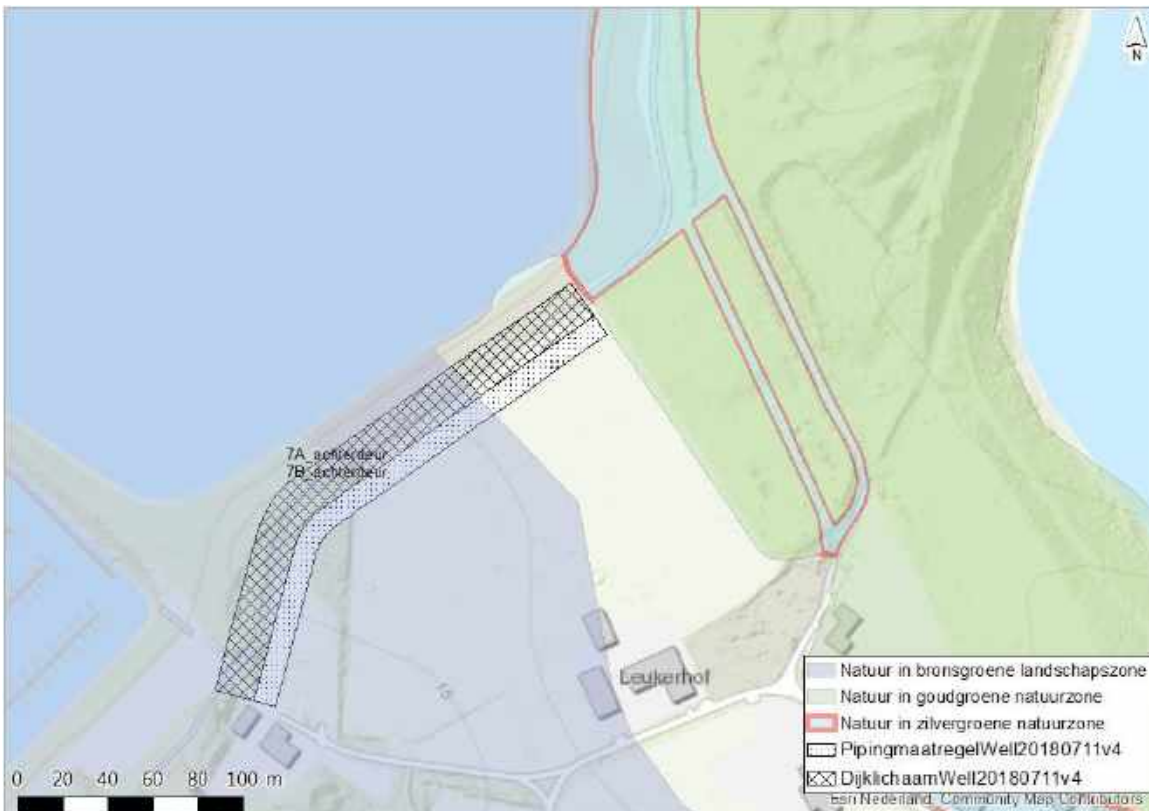 N
7A_achterdeur
7B_achterdeur
Leukerhof
15
Natuur in bronsgroene landschapszone
Natuur in goudgroene natuurzone
Natuur in zilvergroene natuurzone
PipingmaatregelWell20180711v4
DijklichaamWell20180711v4
0 20 40 60 80 100 m
Esri Nederland, Community Map Contributors